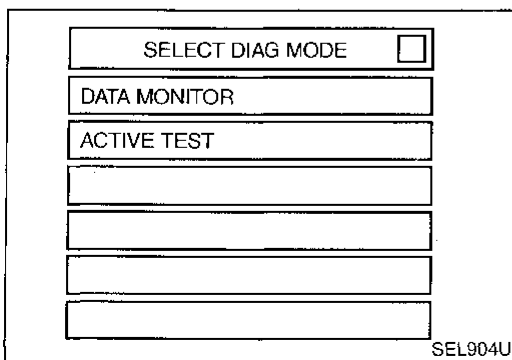 SELECT DIAG MODE
DATA MONITOR
ACTIVE TEST
SEL904U